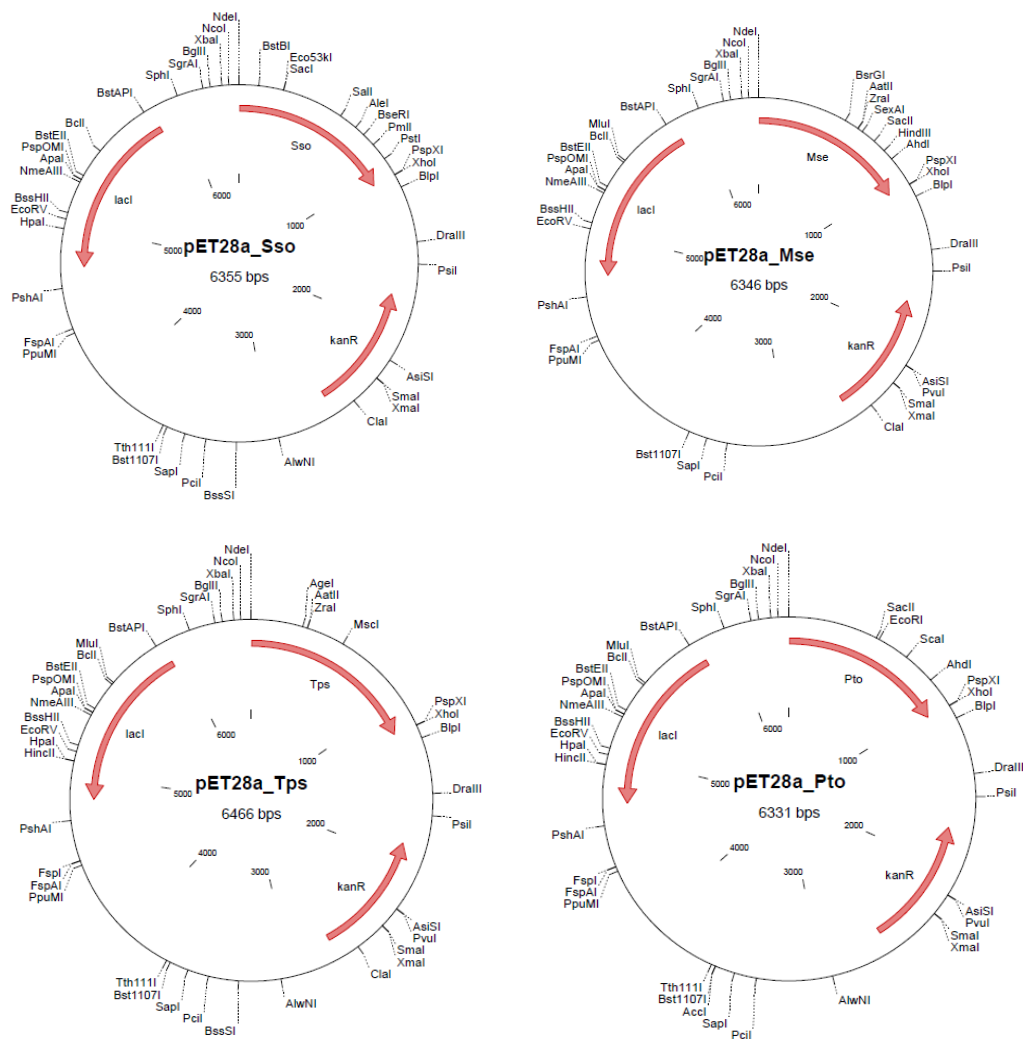 NdeI
NcoI
XbaI
BglII
SgrAI
SphI
BstAPI
BclI
BstEII
PspOMI
ApaI
NmeAIII
BssHII
EcoRV
HpaI
PshAI
FspAI
PpuMI
Tth111I
Bst1107I
SapI
PciI
BssSI
AlwNI
ClaI
XmaI
SmaI
AsiSI
PsiI
DraIII
BlpI
XhoI
PspXI
PstI
PmlI
BseRI
AleI
SalI
SacI
Eco53kI
BstBI
Sso
lacI
kanR
6000
1000
5000
2000
4000
3000
pET28a_Sso
6355 bps
NdeI
NcoI
XbaI
BglII
SgrAI
SphI
BstAPI
MluI
BclI
BstEII
PspOMI
ApaI
NmeAIII
BssHII
EcoRV
PshAI
FspAI
PpuMI
Bst1107I
SapI
PciI
ClaI
XmaI
SmaI
PvuI
AsiSI
PsiI
DraIII
BlpI
XhoI
PspXI
AhdI
HindIII
SacII
SexAI
ZraI
AatII
BsrGI
Mse
lacI
kanR
6000
1000
5000
2000
4000
3000
pET28a_Mse
6346 bps
NdeI
NcoI
XbaI
BglII
SgrAI
SphI
BstAPI
MluI
BclI
BstEII
PspOMI
ApaI
NmeAIII
BssHII
EcoRV
HpaI
HincII
PshAI
FspI
FspAI
PpuMI
Tth111I
Bst1107I
SapI
PciI
BssSI
AlwNI
ClaI
XmaI
SmaI
PvuI
AsiSI
PsiI
DraIII
BlpI
XhoI
PspXI
MscI
ZraI
AatII
AgeI
Tps
lacI
kanR
6000
1000
5000
2000
4000
3000
pET28a_Tps
6466 bps
NdeI
NcoI
XbaI
BglII
SgrAI
SphI
BstAPI
MluI
BclI
BstEII
PspOMI
ApaI
NmeAIII
BssHII
EcoRV
HpaI
HincII
PshAI
FspI
FspAI
PpuMI
Tth111I
Bst1107I
AccI
SapI
PciI
AlwNI
XmaI
SmaI
PvuI
AsiSI
PsiI
DraIII
BlpI
XhoI
PspXI
AhdI
ScaI
EcoRI
SacII
Pto
lacI
kanR
6000
1000
5000
2000
4000
3000
pET28a_Pto
6331 bps